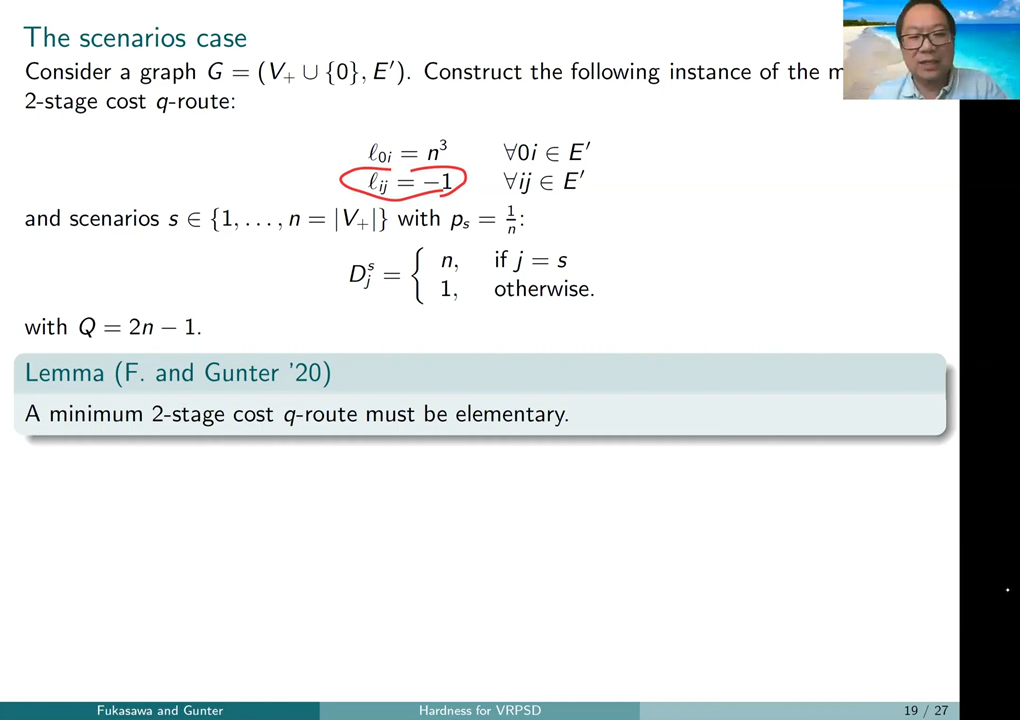 The scenarios case
Consider a graph G = (V₊ ∪ {0}, E′). Construct the following instance of the m
2-stage cost q-route:
ℓ₀ᵢ = n³ ∀0i ∈ E′
ℓᵢⱼ = −1 ∀ij ∈ E′
and scenarios s ∈ {1, . . . , n = |V₊|} with pₛ = 1/n:
Dⱼˢ = { n, if j = s
1, otherwise.
with Q = 2n − 1.
Lemma (F. and Gunter ’20)
A minimum 2-stage cost q-route must be elementary.
Fukasawa and Gunter Hardness for VRPSD 19 / 27